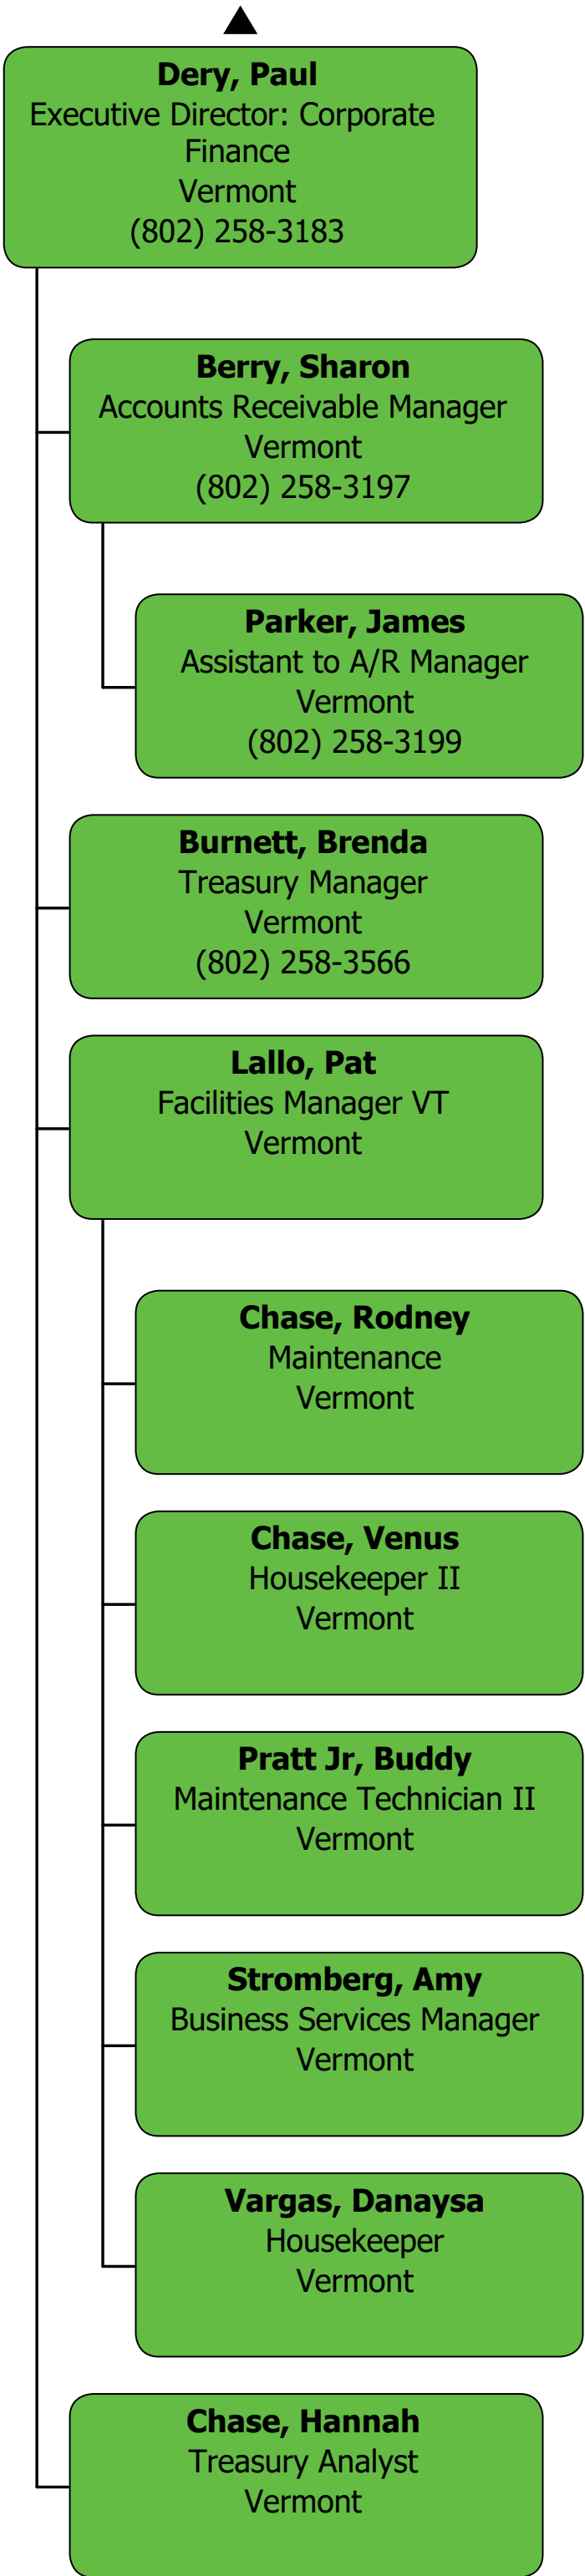 Dery, Paul
Executive Director: Corporate
Finance
Vermont
(802) 258-3183
Berry, Sharon
Accounts Receivable Manager
Vermont
(802) 258-3197
Parker, James
Assistant to A/R Manager
Vermont
(802) 258-3199
Burnett, Brenda
Treasury Manager
Vermont
(802) 258-3566
Lallo, Pat
Facilities Manager VT
Vermont
Chase, Rodney
Maintenance
Vermont
Chase, Venus
Housekeeper II
Vermont
Pratt Jr, Buddy
Maintenance Technician II
Vermont
Stromberg, Amy
Business Services Manager
Vermont
Vargas, Danaysa
Housekeeper
Vermont
Chase, Hannah
Treasury Analyst
Vermont